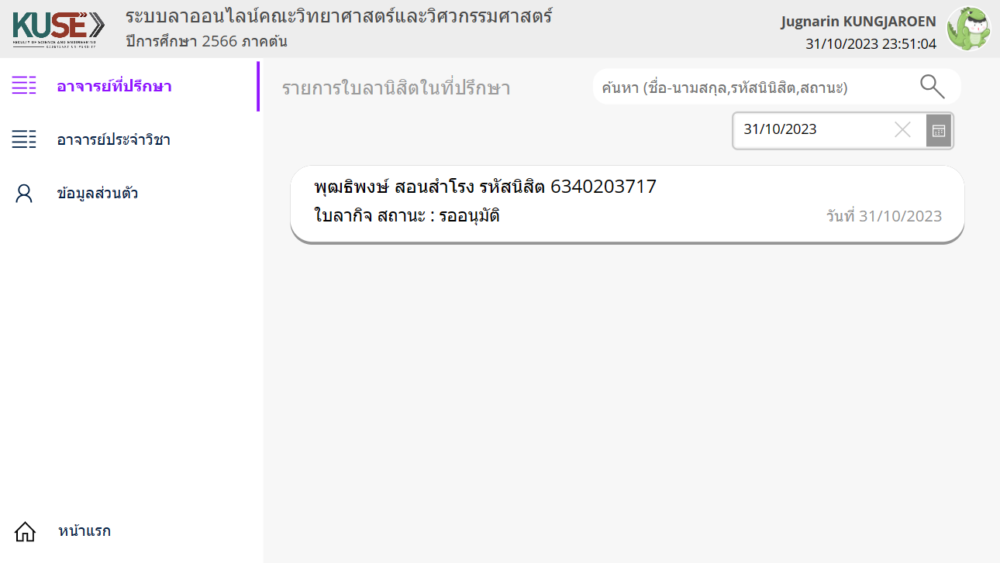 KUSE
FACULTY OF SCIENCE AND ENGINEERING
KASETSART UNIVERSITY
ระบบลาออนไลน์คณะวิทยาศาสตร์และวิศวกรรมศาสตร์
ปีการศึกษา 2566 ภาคต้น
Jugnarin KUNGJAROEN
31/10/2023 23:51:04
อาจารย์ที่ปรึกษา
อาจารย์ประจำวิชา
ข้อมูลส่วนตัว
หน้าแรก
รายการใบลานิสิตในที่ปรึกษา
ค้นหา (ชื่อ-นามสกุล,รหัสนินิสิต,สถานะ)
31/10/2023
พุฒธิพงษ์ สอนสำโรง รหัสนิสิต 6340203717
ใบลากิจ สถานะ : รออนุมัติ
วันที่ 31/10/2023